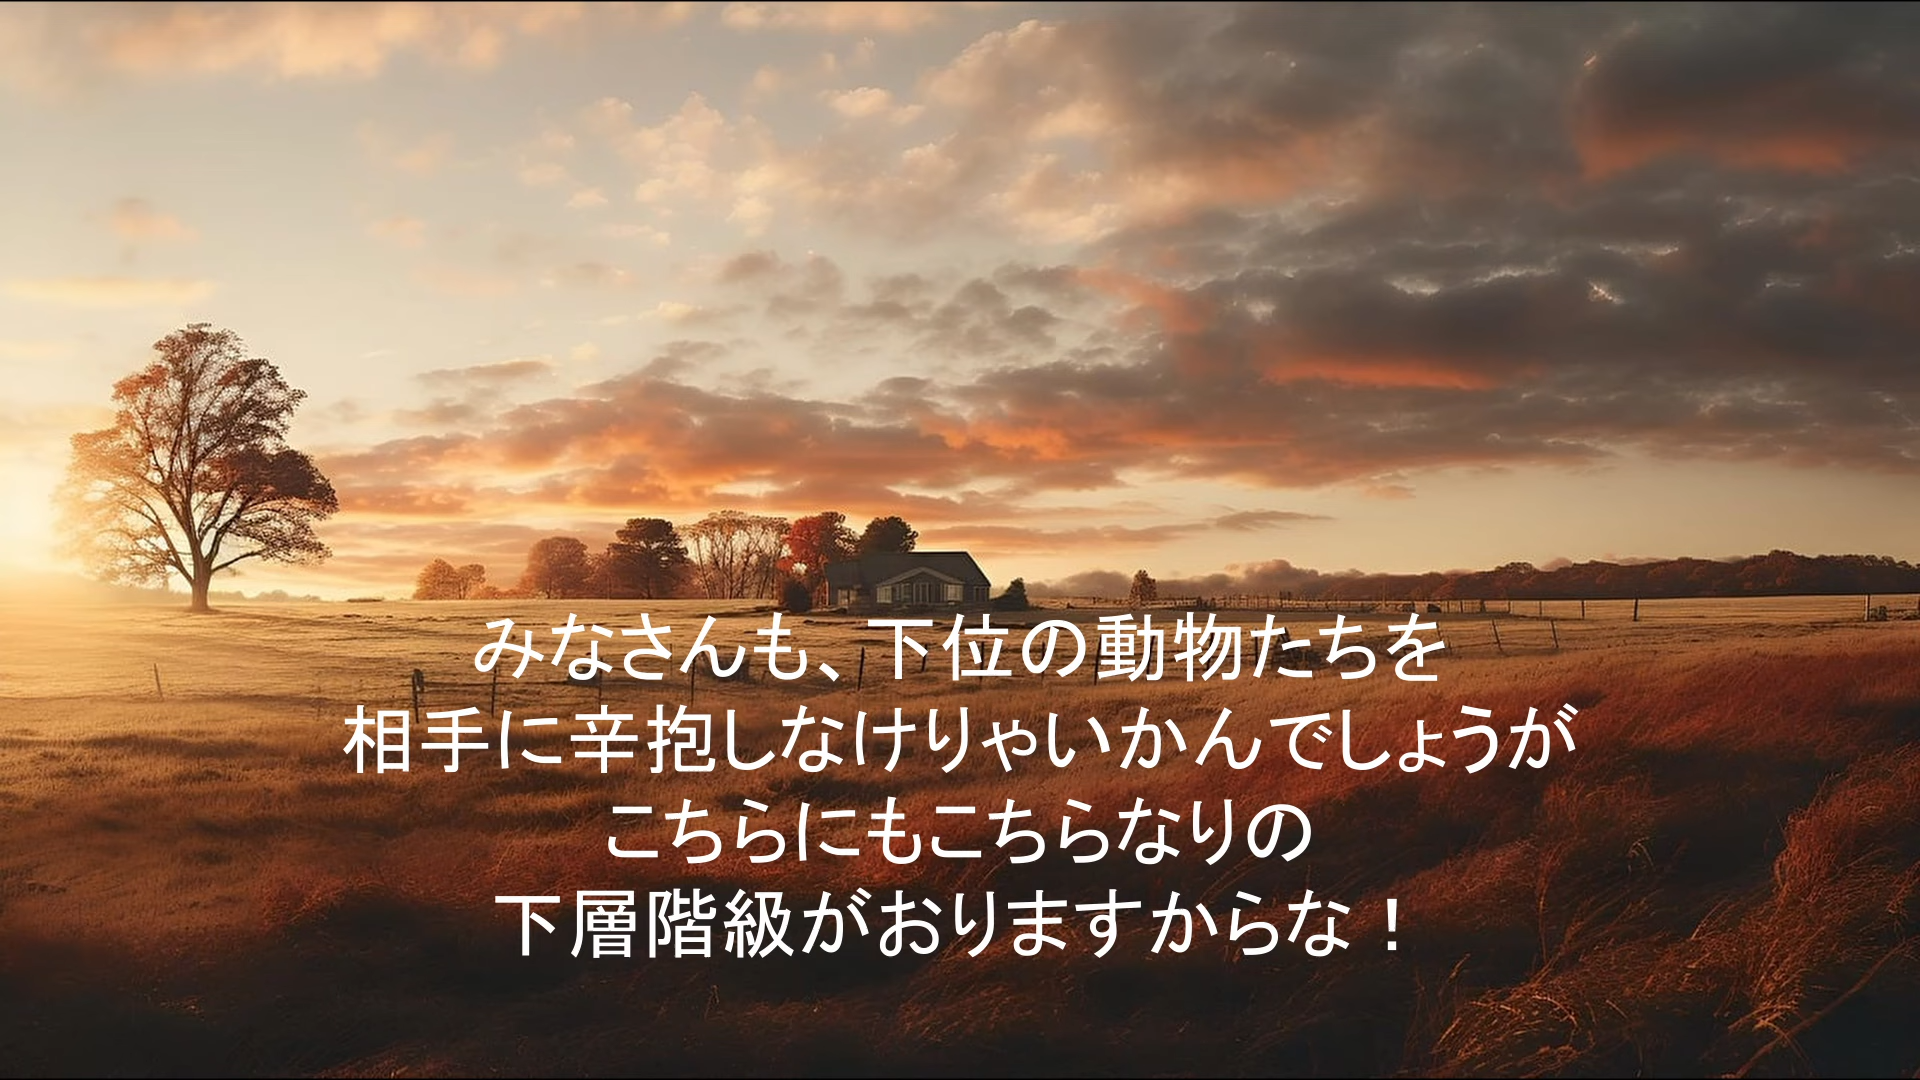 みなさんも、下位の動物たちを
相手に辛抱しなけりゃいかんでしょうが
こちらにもこちらなりの
下層階級がおりますからな！